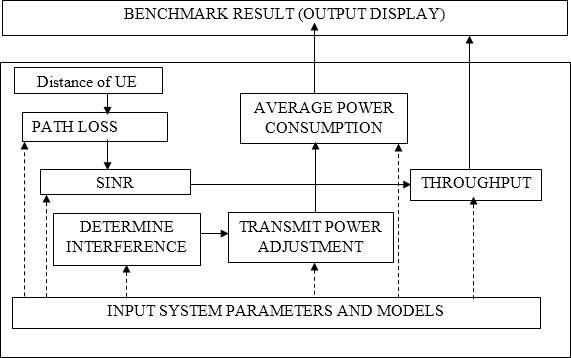 BENCHMARK RESULT (OUTPUT DISPLAY)
Distance of UE
AVERAGE POWER
CONSUMPTION
PATH LOSS
SINR
THROUGHPUT
DETERMINE
INTERFERENCE
TRANSMIT POWER
ADJUSTMENT
INPUT SYSTEM PARAMETERS AND MODELS